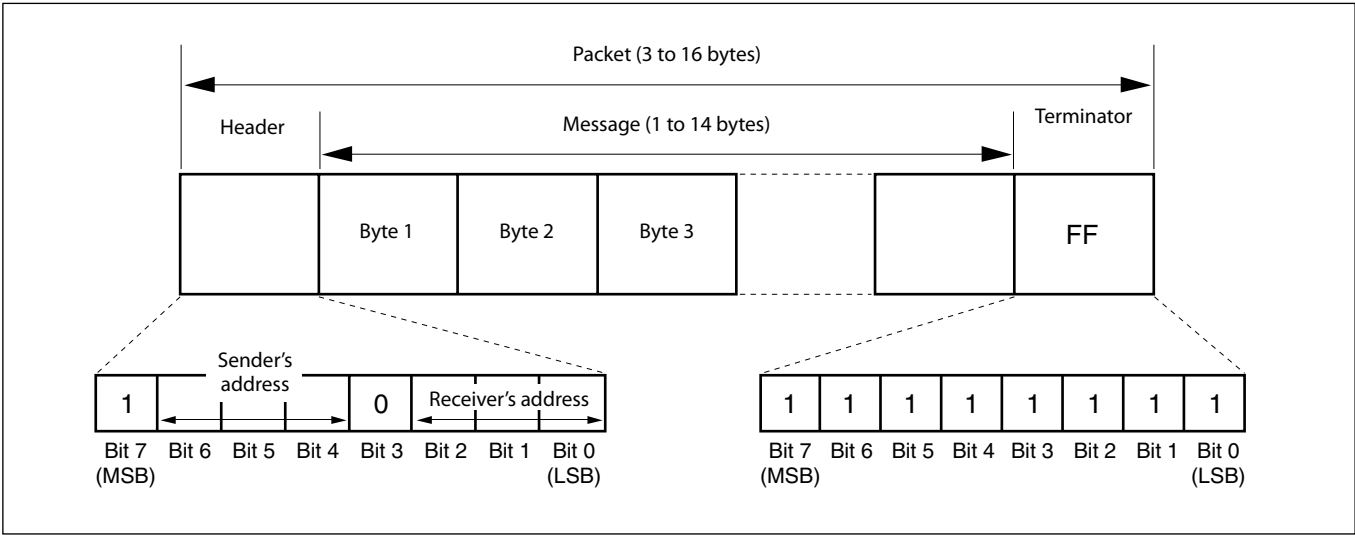 Packet (3 to 16 bytes)
Header
Message (1 to 14 bytes)
Terminator
Byte 1
Byte 2
Byte 3
FF
Sender's
address
1
0
Receiver's address
Bit 7
(MSB)
Bit 6
Bit 5
Bit 4
Bit 3
Bit 2
Bit 1
Bit 0
(LSB)
1
1
1
1
1
1
1
1
Bit 7
(MSB)
Bit 6
Bit 5
Bit 4
Bit 3
Bit 2
Bit 1
Bit 0
(LSB)